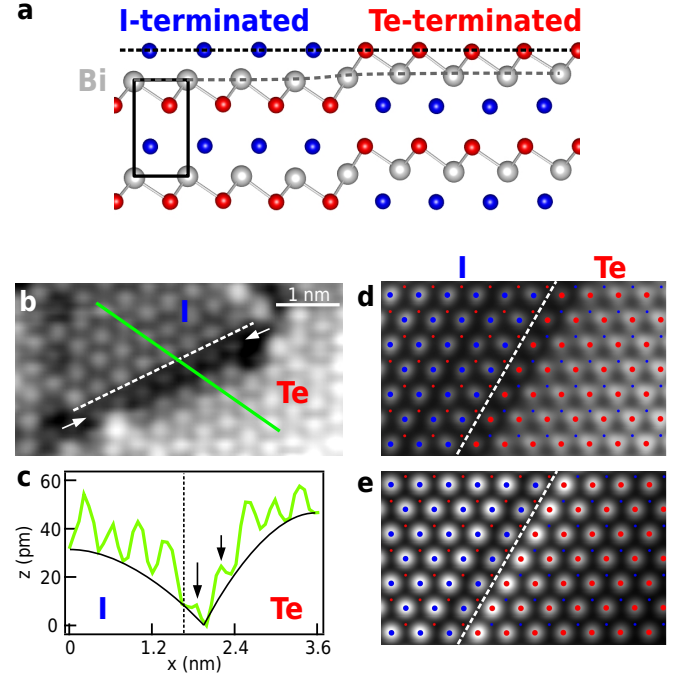 a
I-terminated Te-terminated
Bi
b
I
1 nm
Te
I Te
d
c
60
40
20
0
z (pm)
I
Te
0 1.2 2.4 3.6
x (nm)
e